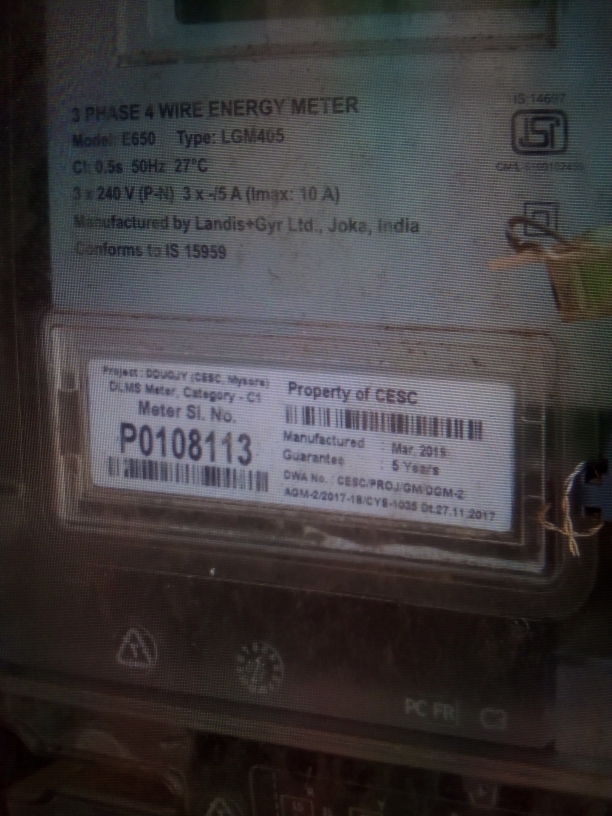 3 PHASE 4 WIRE ENERGY METER
Model: E650 Type: LGM405
Cl: 0.5s 50Hz 27°C
3 x 240 V (P-N) 3 x -/5 A (Imax: 10 A)
Manufactured by Landis+Gyr Ltd., Joka, India
Conforms to IS 15959
IS 14697
Project : DDUGJY (CESC, Mysore)
DLMS Meter, Category - C1
Meter Sl. No.
P0108113
Property of CESC
Manufactured : Mar, 2019
Guarantee : 5 Years
DWA No. : CESC/PROJ/GM/DGM-2
AGM-2/2017-18/CYS-1035 Dt.27.11.2017
PC FR C3